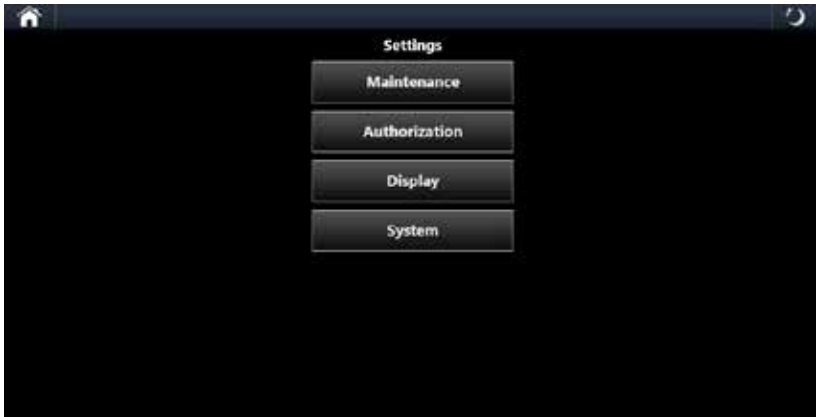 Settings
Maintenance
Authorization
Display
System